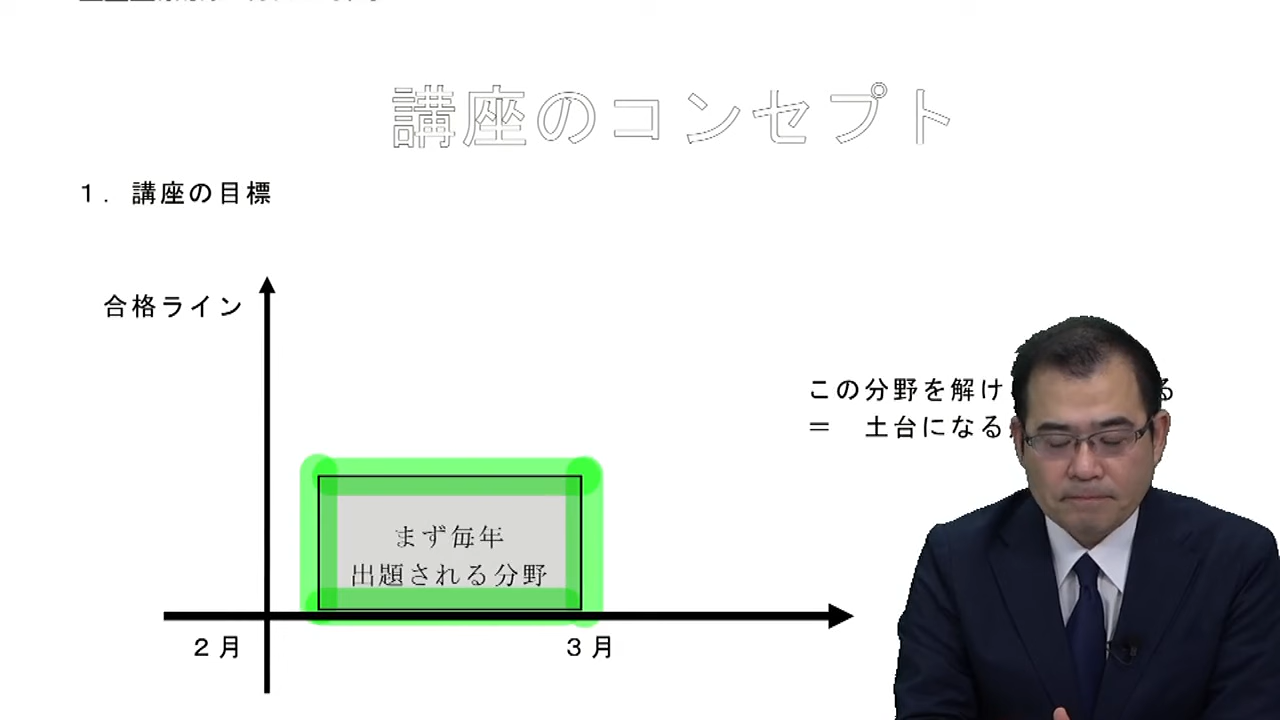 講座のコンセプト
１．講座の目標
合格ライン
この分野を解け
る
＝　土台になる
まず毎年
出題される分野
２月
３月